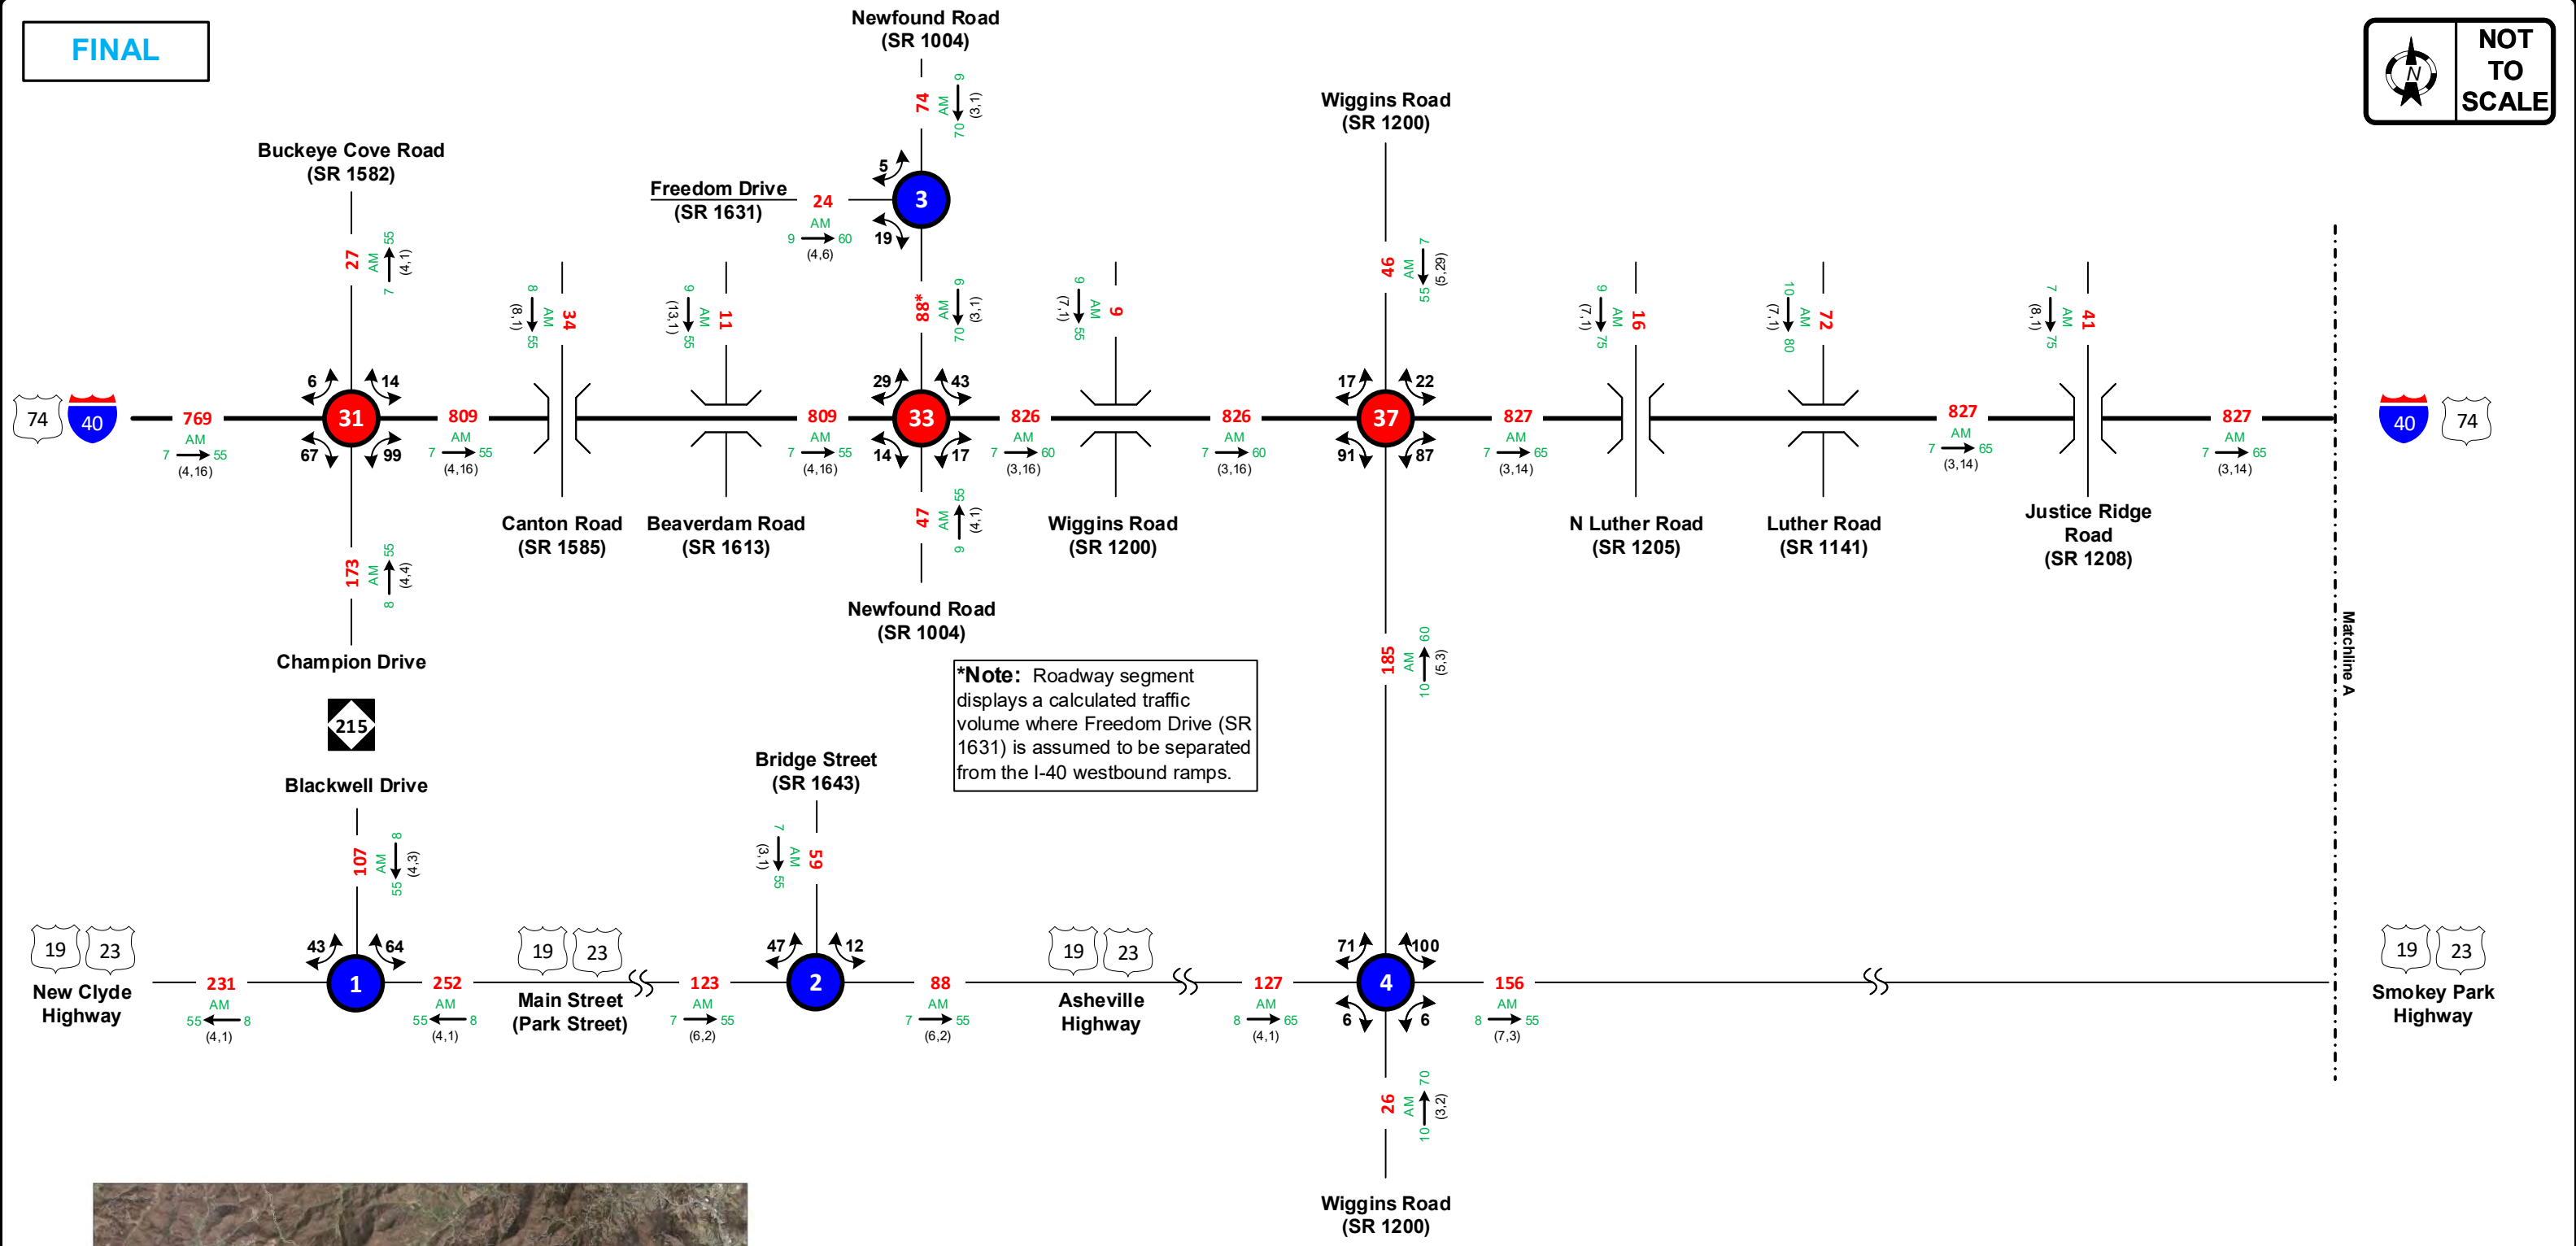 FINAL
NOT
TO
SCALE
N
Newfound Road
(SR 1004)
74
AM
9 70
(3,1)
Wiggins Road
(SR 1200)
46
AM
7 55
(5,29)
Buckeye Cove Road
(SR 1582)
27
AM
7 55
(4,1)
Freedom Drive
(SR 1631)
24
AM
9 60
(4,6)
5
3
19
88*
AM
9 70
(3,1)
34
AM
8 55
(8,1)
11
AM
9 55
(13,1)
9
AM
9 55
(7,1)
16
AM
9 75
(7,1)
72
AM
10 80
(7,1)
41
AM
7 75
(8,1)
74 40
769
AM
7 55
(4,16)
6 14
31
67 99
809
AM
7 55
(4,16)
809
AM
7 55
(4,16)
29 43
33
14 17
826
AM
7 60
(3,16)
826
AM
7 60
(3,16)
17 22
37
91 87
827
AM
7 65
(3,14)
827
AM
7 65
(3,14)
827
AM
7 65
(3,14)
40 74
Canton Road
(SR 1585)
Beaverdam Road
(SR 1613)
47
AM
9 55
(4,1)
Newfound Road
(SR 1004)
Wiggins Road
(SR 1200)
N Luther Road
(SR 1205)
Luther Road
(SR 1141)
Justice Ridge
Road
(SR 1208)
Matchline A
173
AM
8 55
(4,4)
Champion Drive
215
185
AM
10 60
(5,3)
*Note: Roadway segment
displays a calculated traffic
volume where Freedom Drive (SR
1631) is assumed to be separated
from the I-40 westbound ramps.
Blackwell Drive
107
AM
8 55
(4,3)
Bridge Street
(SR 1643)
59
AM
7 55
(3,1)
19 23
New Clyde
Highway
231
AM
55 8
(4,1)
43 64
1
252
AM
55 8
(4,1)
19 23
Main Street
(Park Street)
123
AM
7 55
(6,2)
47 12
2
88
AM
7 55
(6,2)
19 23
Asheville
Highway
127
AM
8 65
(4,1)
71 100
4
6 6
156
AM
8 55
(7,3)
19 23
Smokey Park
Highway
26
AM
10 70
(3,2)
Wiggins Road
(SR 1200)